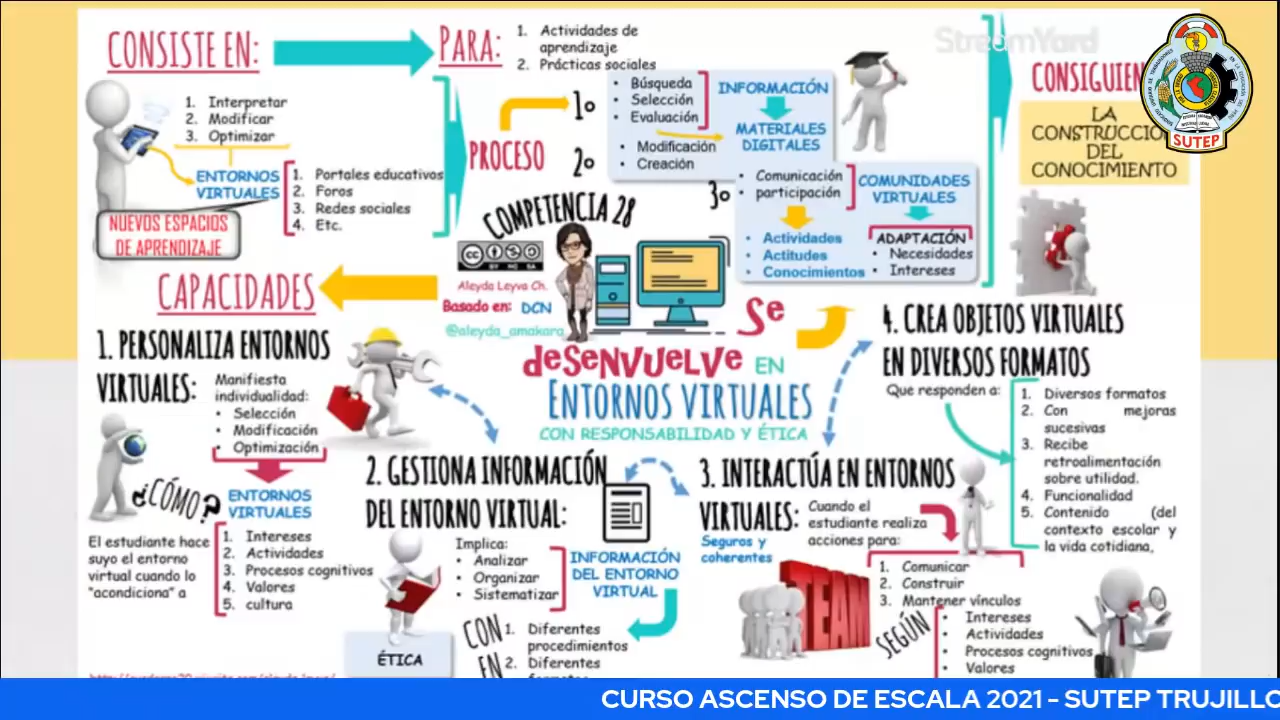 CONSISTE EN:
PARA:
1. Actividades de
aprendizaje
2. Prácticas sociales
StreamYard
1. Interpretar
2. Modificar
3. Optimizar
ENTORNOS
VIRTUALES
1. Portales educativos
2. Foros
3. Redes sociales
4. Etc.
NUEVOS ESPACIOS
DE APRENDIZAJE
PROCESO
1º
• Búsqueda
• Selección
• Evaluación
INFORMACIÓN
MATERIALES
DIGITALES
2º
• Modificación
• Creación
3º
• Comunicación
• participación
COMUNIDADES
VIRTUALES
• Actividades
• Actitudes
• Conocimientos
ADAPTACIÓN
• Necesidades
• Intereses
CONSIGUIEN
LA
CONSTRUCCIO
DEL
CONOCIMIENTO
SUTEP
COMPETENCIA 28
cc
BY NC SA
Aleyda Leyva Ch.
Basado en: DCN
@aleyda_amakara
Se
deSeNVUeLVe EN
ENTORNOS VIRTUALES
CON RESPONSABILIDAD Y ÉTICA
CAPACIDADES
1. PERSONALIZA ENTORNOS
VIRTUALES:
Manifiesta
individualidad:
• Selección
• Modificación
• Optimización
¿CÓMO?
ENTORNOS
VIRTUALES
El estudiante hace
suyo el entorno
virtual cuando lo
"acondiciona" a
1. Intereses
2. Actividades
3. Procesos cognitivos
4. Valores
5. cultura
2. GESTIONA INFORMACIÓN
DEL ENTORNO VIRTUAL:
Implica:
• Analizar
• Organizar
• Sistematizar
INFORMACIÓN
DEL ENTORNO
VIRTUAL
ÉTICA
CON
EN
1. Diferentes
procedimientos
2. Diferentes
3. INTERACTÚA EN ENTORNOS
VIRTUALES:
Seguros y
coherentes
Cuando el
estudiante realiza
acciones para:
TEAM
1. Comunicar
2. Construir
3. Mantener vínculos
SEGÚN
• Intereses
• Actividades
• Procesos cognitivos
• Valores
4. CREA OBJETOS VIRTUALES
EN DIVERSOS FORMATOS
Que responden a:
1. Diversos formatos
2. Con mejoras
sucesivas
3. Recibe
retroalimentación
sobre utilidad.
4. Funcionalidad
5. Contenido (del
contexto escolar y
la vida cotidiana,
CURSO ASCENSO DE ESCALA 2021 - SUTEP TRUJILLO